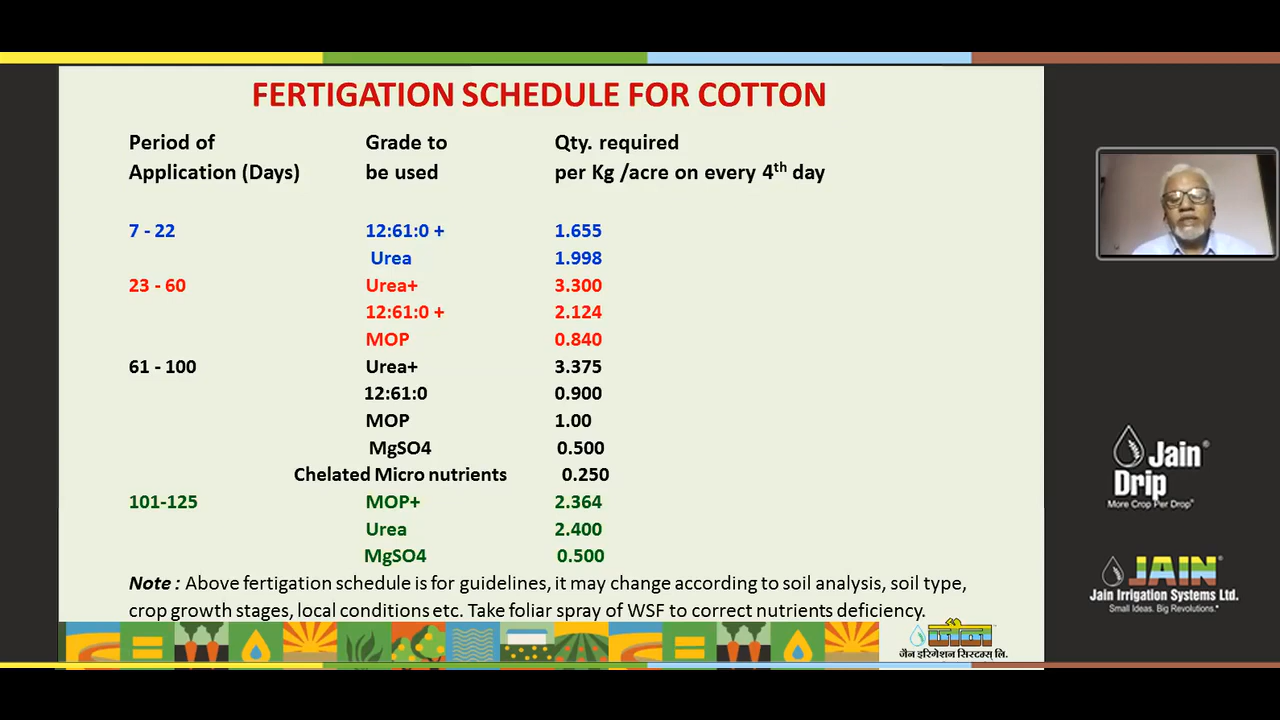 FERTIGATION SCHEDULE FOR COTTON
Period of Grade to Qty. required
Application (Days) be used per Kg /acre on every 4th day
7 - 22 12:61:0 + 1.655
Urea 1.998
23 - 60 Urea+ 3.300
12:61:0 + 2.124
MOP 0.840
61 - 100 Urea+ 3.375
12:61:0 0.900
MOP 1.00
MgSO4 0.500
Chelated Micro nutrients 0.250
101-125 MOP+ 2.364
Urea 2.400
MgSO4 0.500
Note : Above fertigation schedule is for guidelines, it may change according to soil analysis, soil type,
crop growth stages, local conditions etc. Take foliar spray of WSF to correct nutrients deficiency.
जैन
जैन इरिगेशन सिस्टम्स् लि.
Jain®
Drip
More Crop Per Drop®
JAIN®
Jain Irrigation Systems Ltd.
Small Ideas. Big Revolutions.®